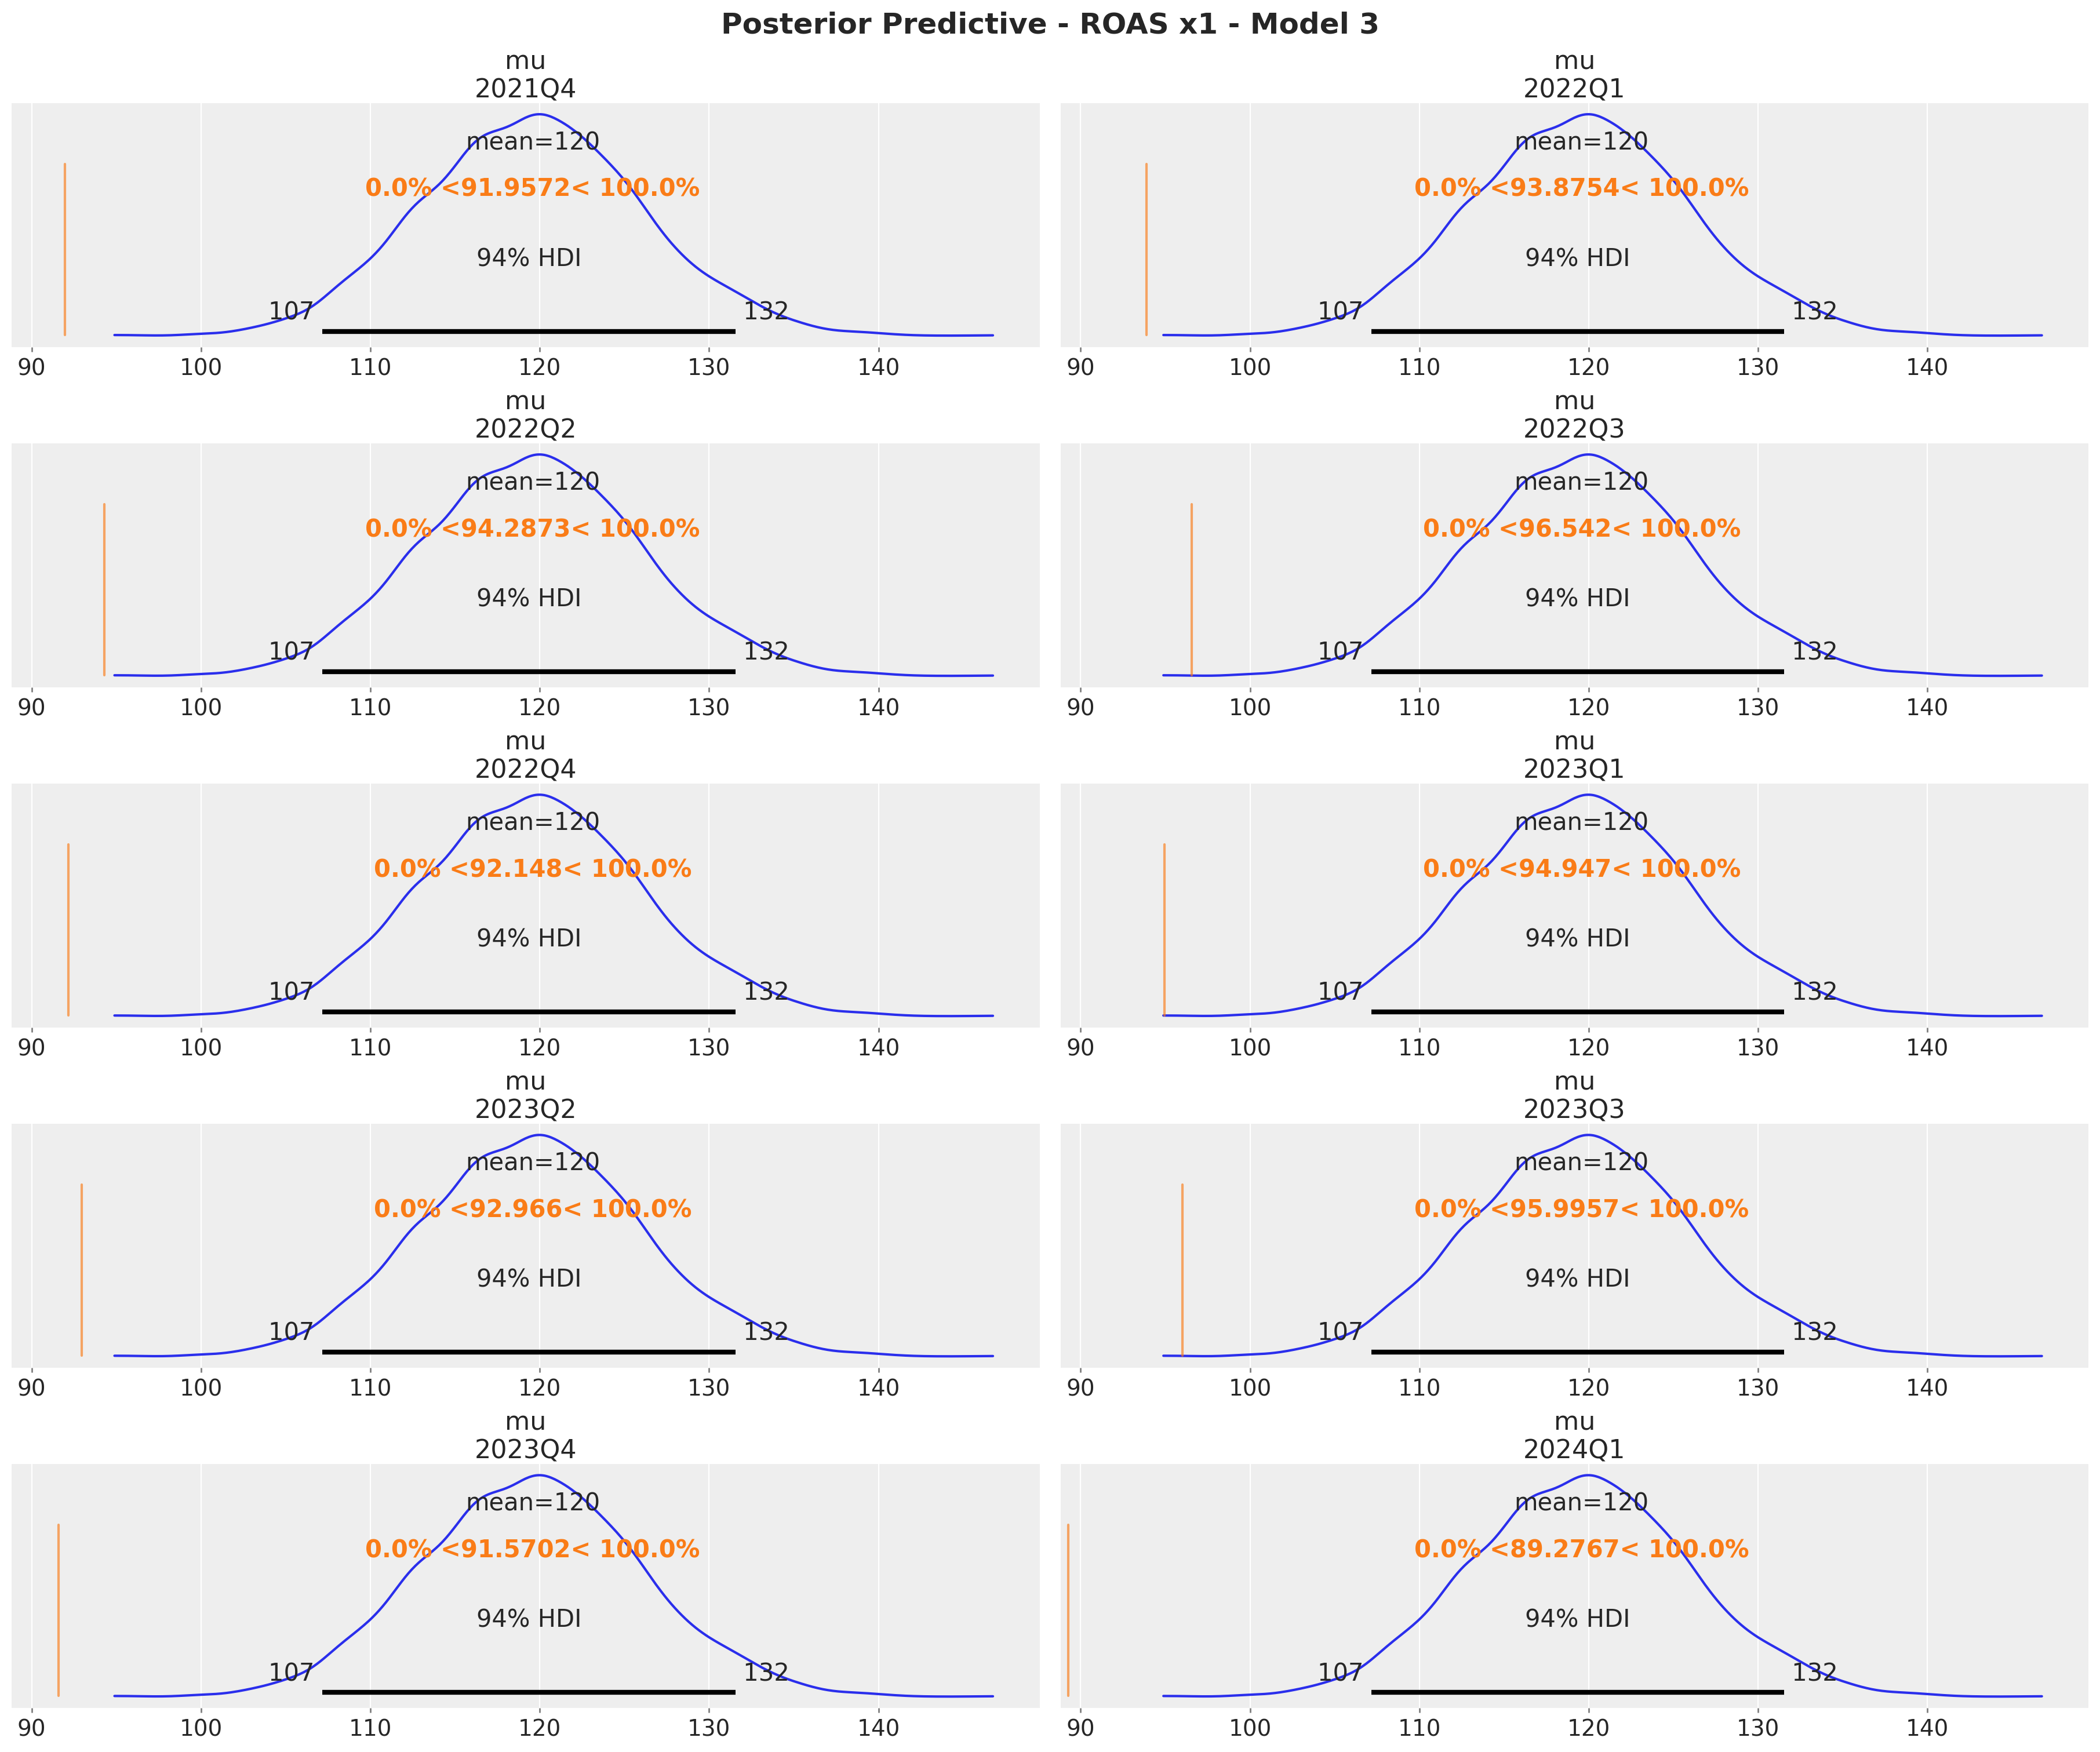 Posterior Predictive - ROAS x1 - Model 3
mu
2021Q4
mean=120
0.0% <91.9572< 100.0%
94% HDI
107 132
90 100 110 120 130 140
mu
2022Q1
mean=120
0.0% <93.8754< 100.0%
94% HDI
107 132
90 100 110 120 130 140
mu
2022Q2
mean=120
0.0% <94.2873< 100.0%
94% HDI
107 132
90 100 110 120 130 140
mu
2022Q3
mean=120
0.0% <96.542< 100.0%
94% HDI
107 132
90 100 110 120 130 140
mu
2022Q4
mean=120
0.0% <92.148< 100.0%
94% HDI
107 132
90 100 110 120 130 140
mu
2023Q1
mean=120
0.0% <94.947< 100.0%
94% HDI
107 132
90 100 110 120 130 140
mu
2023Q2
mean=120
0.0% <92.966< 100.0%
94% HDI
107 132
90 100 110 120 130 140
mu
2023Q3
mean=120
0.0% <95.9957< 100.0%
94% HDI
107 132
90 100 110 120 130 140
mu
2023Q4
mean=120
0.0% <91.5702< 100.0%
94% HDI
107 132
90 100 110 120 130 140
mu
2024Q1
mean=120
0.0% <89.2767< 100.0%
94% HDI
107 132
90 100 110 120 130 140